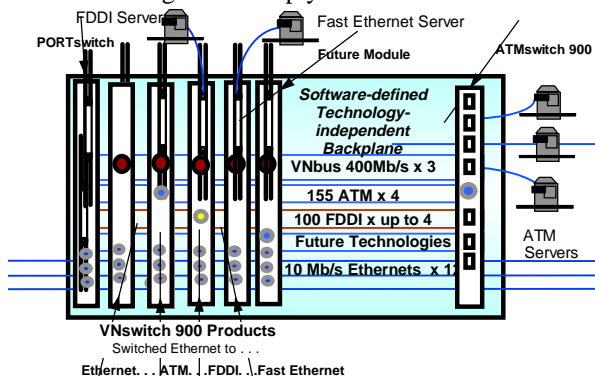 FDDI Server
Fast Ethernet Server
PORTswitch
Future Module
ATMswitch 900
Software-defined
Technology-
independent
Backplane
VNbus 400Mb/s x 3
155 ATM x 4
100 FDDI x up to 4
Future Technologies
10 Mb/s Ethernets x 12
ATM
Servers
VNswitch 900 Products
Switched Ethernet to . . .
Ethernet. . . ATM. . .FDDI. . .Fast Ethernet